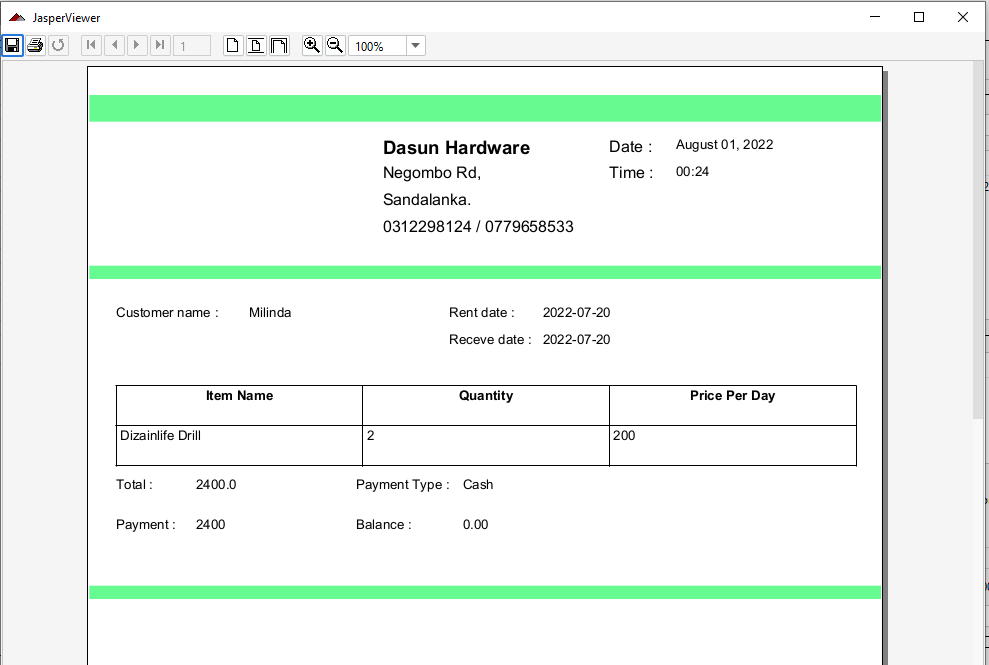 JasperViewer
1
100%
Dasun Hardware
Date : August 01, 2022
Negombo Rd,
Time : 00:24
Sandalanka.
0312298124 / 0779658533
Customer name : Milinda
Rent date : 2022-07-20
Receve date : 2022-07-20
Item Name Quantity Price Per Day
Dizainlife Drill 2 200
Total : 2400.0 Payment Type : Cash
Payment : 2400 Balance : 0.00